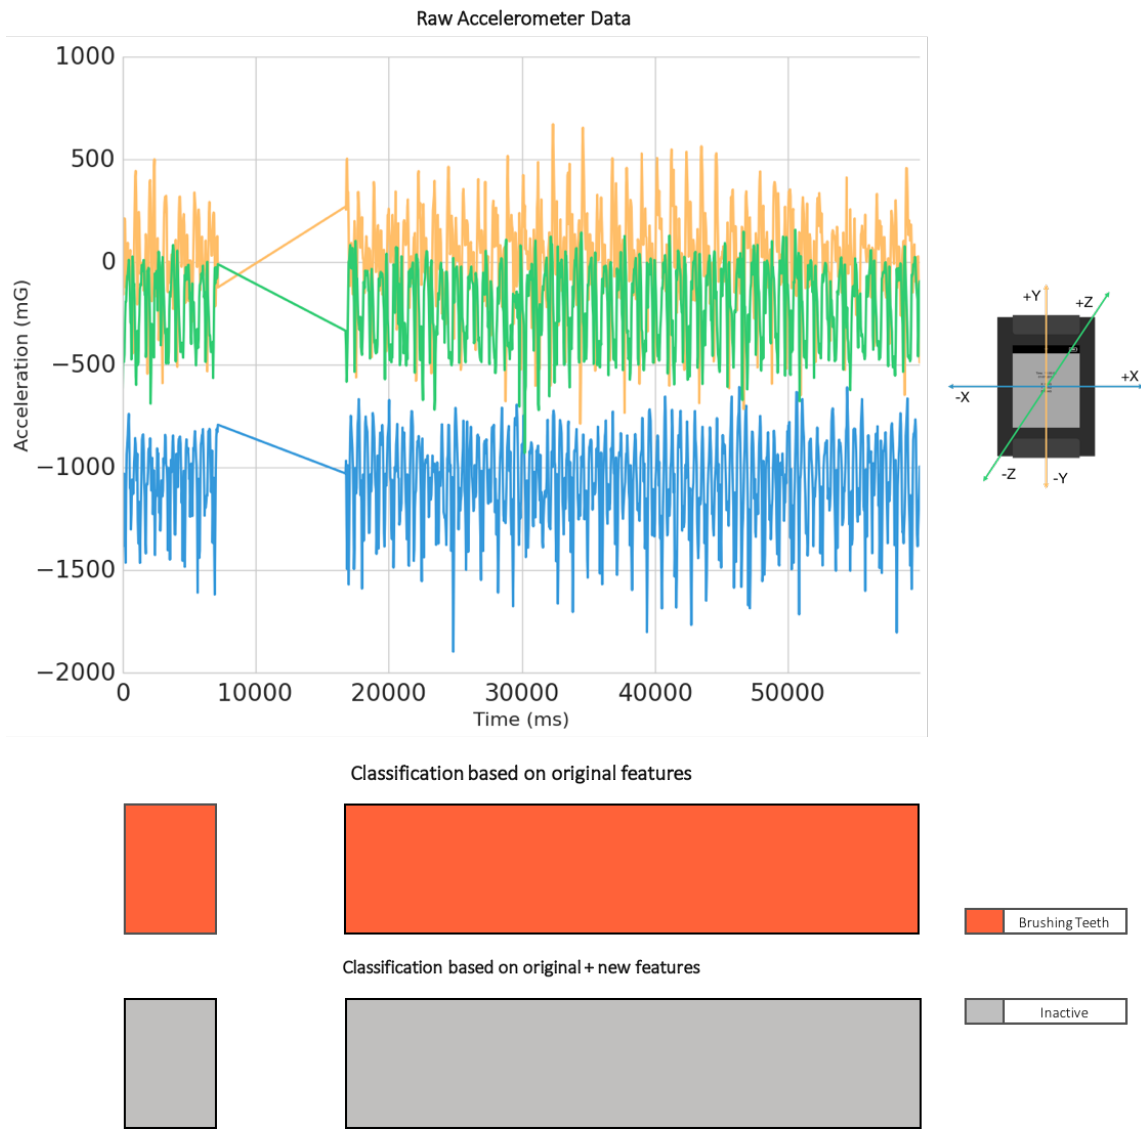 Raw Accelerometer Data
1000
500
0
−500
−1000
−1500
−2000
Acceleration (mG)
0 10000 20000 30000 40000 50000
Time (ms)
+Y
+Z
+X
-X
-Z
-Y
Classification based on original features
Brushing Teeth
Classification based on original + new features
Inactive